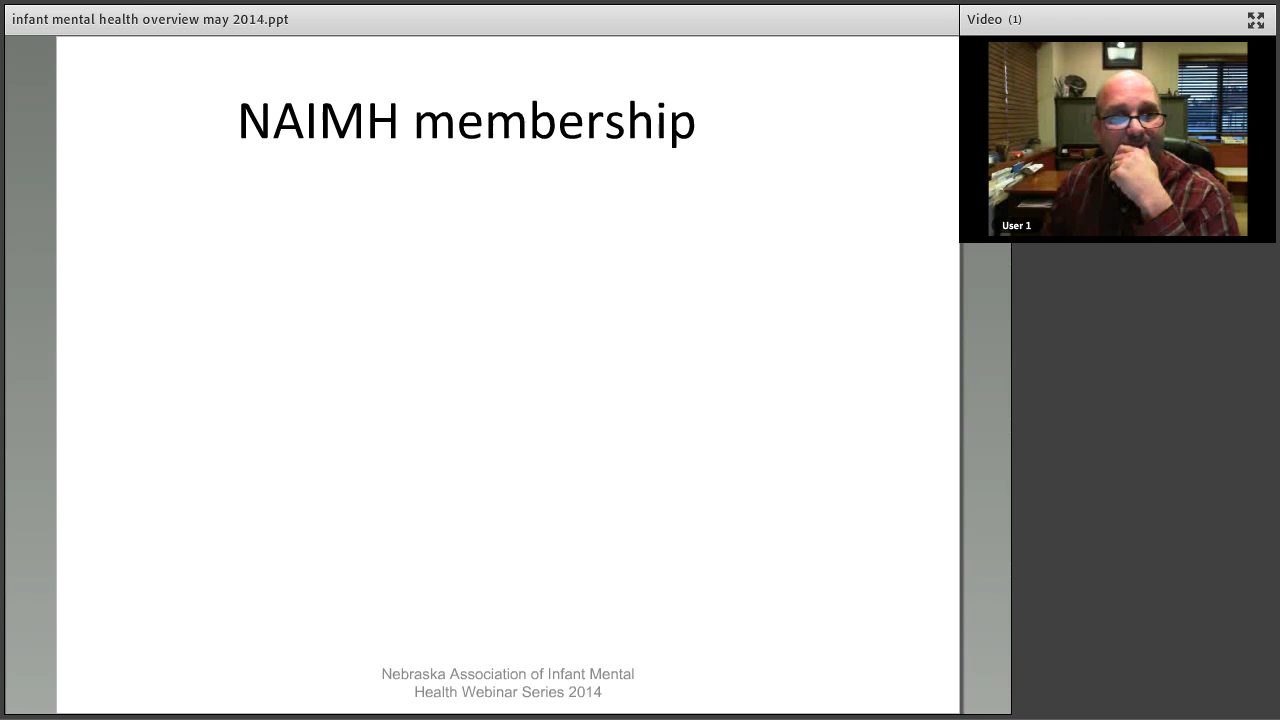 infant mental health overview may 2014.ppt
Video (1)
NAIMH membership
User 1
Nebraska Association of Infant Mental
Health Webinar Series 2014